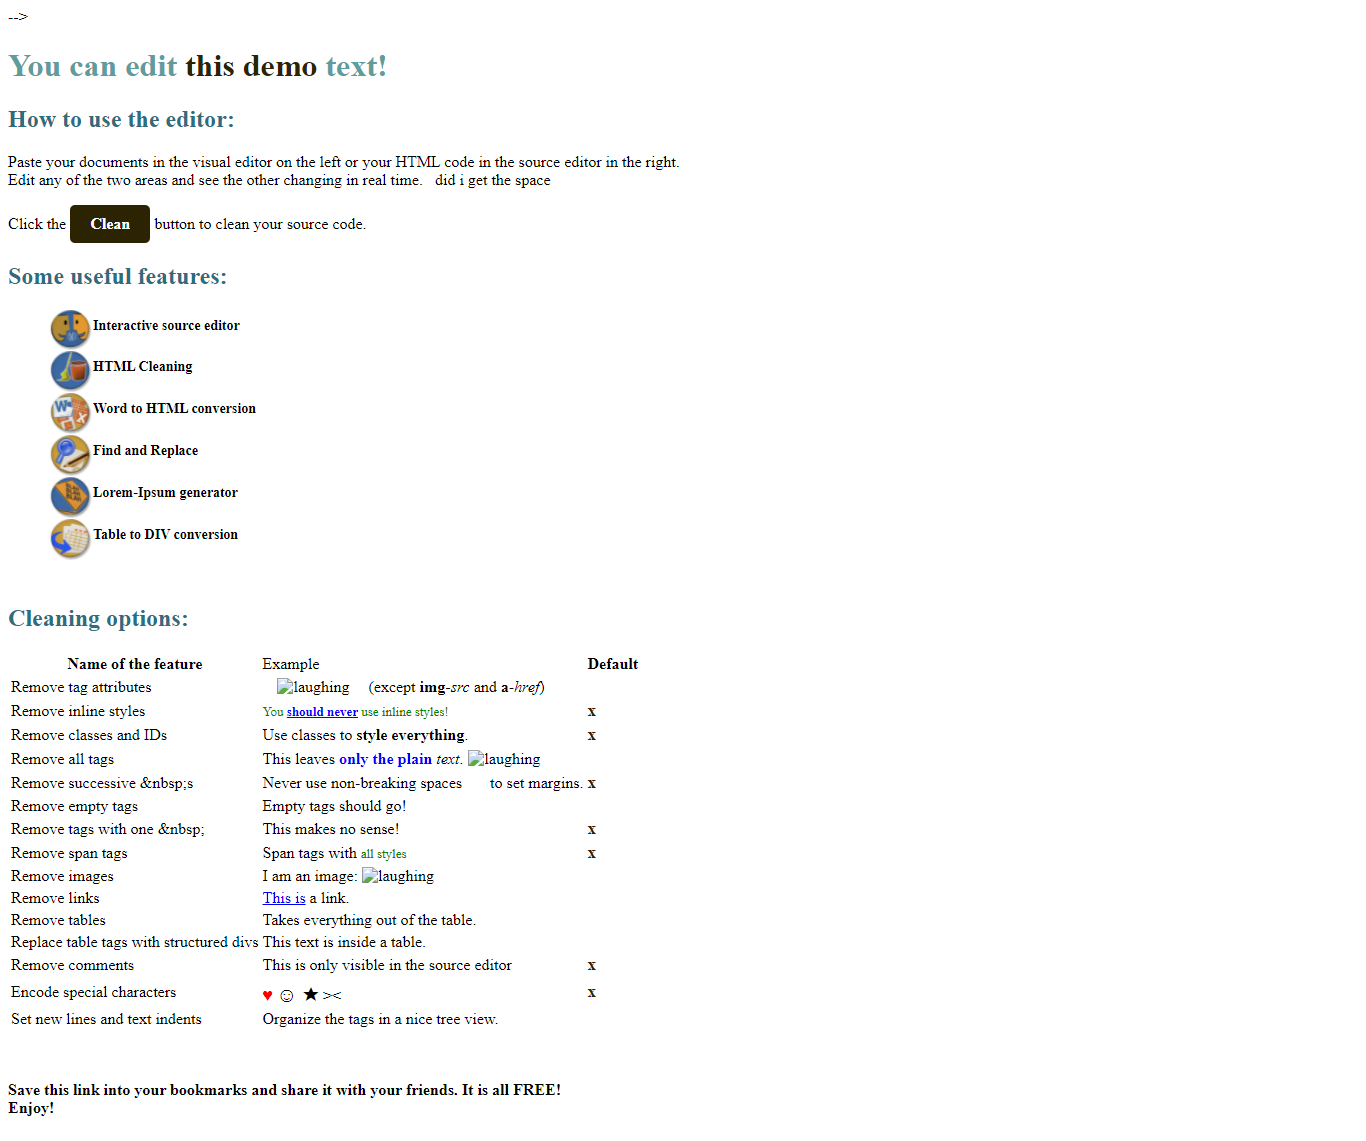 -->
You can edit this demo text!
How to use the editor:
Paste your documents in the visual editor on the left or your HTML code in the source editor in the right.
Edit any of the two areas and see the other changing in real time.   did i get the space
Click the Clean button to clean your source code.
Some useful features:
Interactive source editor
HTML Cleaning
Word to HTML conversion
Find and Replace
Lorem-Ipsum generator
Table to DIV conversion
Cleaning options:
Name of the feature Example Default
Remove tag attributes laughing (except img-src and a-href)
Remove inline styles You should never use inline styles! x
Remove classes and IDs Use classes to style everything. x
Remove all tags This leaves only the plain text. laughing
Remove successive &nbsp;s Never use non-breaking spaces to set margins. x
Remove empty tags Empty tags should go!
Remove tags with one &nbsp; This makes no sense! x
Remove span tags Span tags with all styles x
Remove images I am an image: laughing
Remove links This is a link.
Remove tables Takes everything out of the table.
Replace table tags with structured divs This text is inside a table.
Remove comments This is only visible in the source editor x
Encode special characters ♥ ☺ ★ >< x
Set new lines and text indents Organize the tags in a nice tree view.
Save this link into your bookmarks and share it with your friends. It is all FREE!
Enjoy!